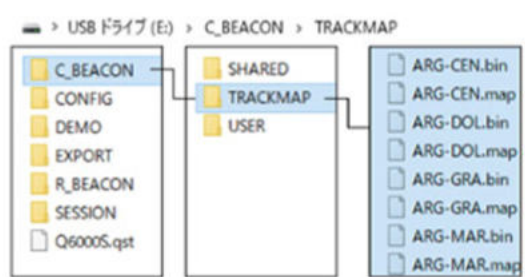 USB ドライブ (E:) › C_BEACON › TRACKMAP
C_BEACON
CONFIG
DEMO
EXPORT
R_BEACON
SESSION
Q6000S.qst
SHARED
TRACKMAP
USER
ARG-CEN.bin
ARG-CEN.map
ARG-DOL.bin
ARG-DOL.map
ARG-GRA.bin
ARG-GRA.map
ARG-MAR.bin
ARG-MAR.map